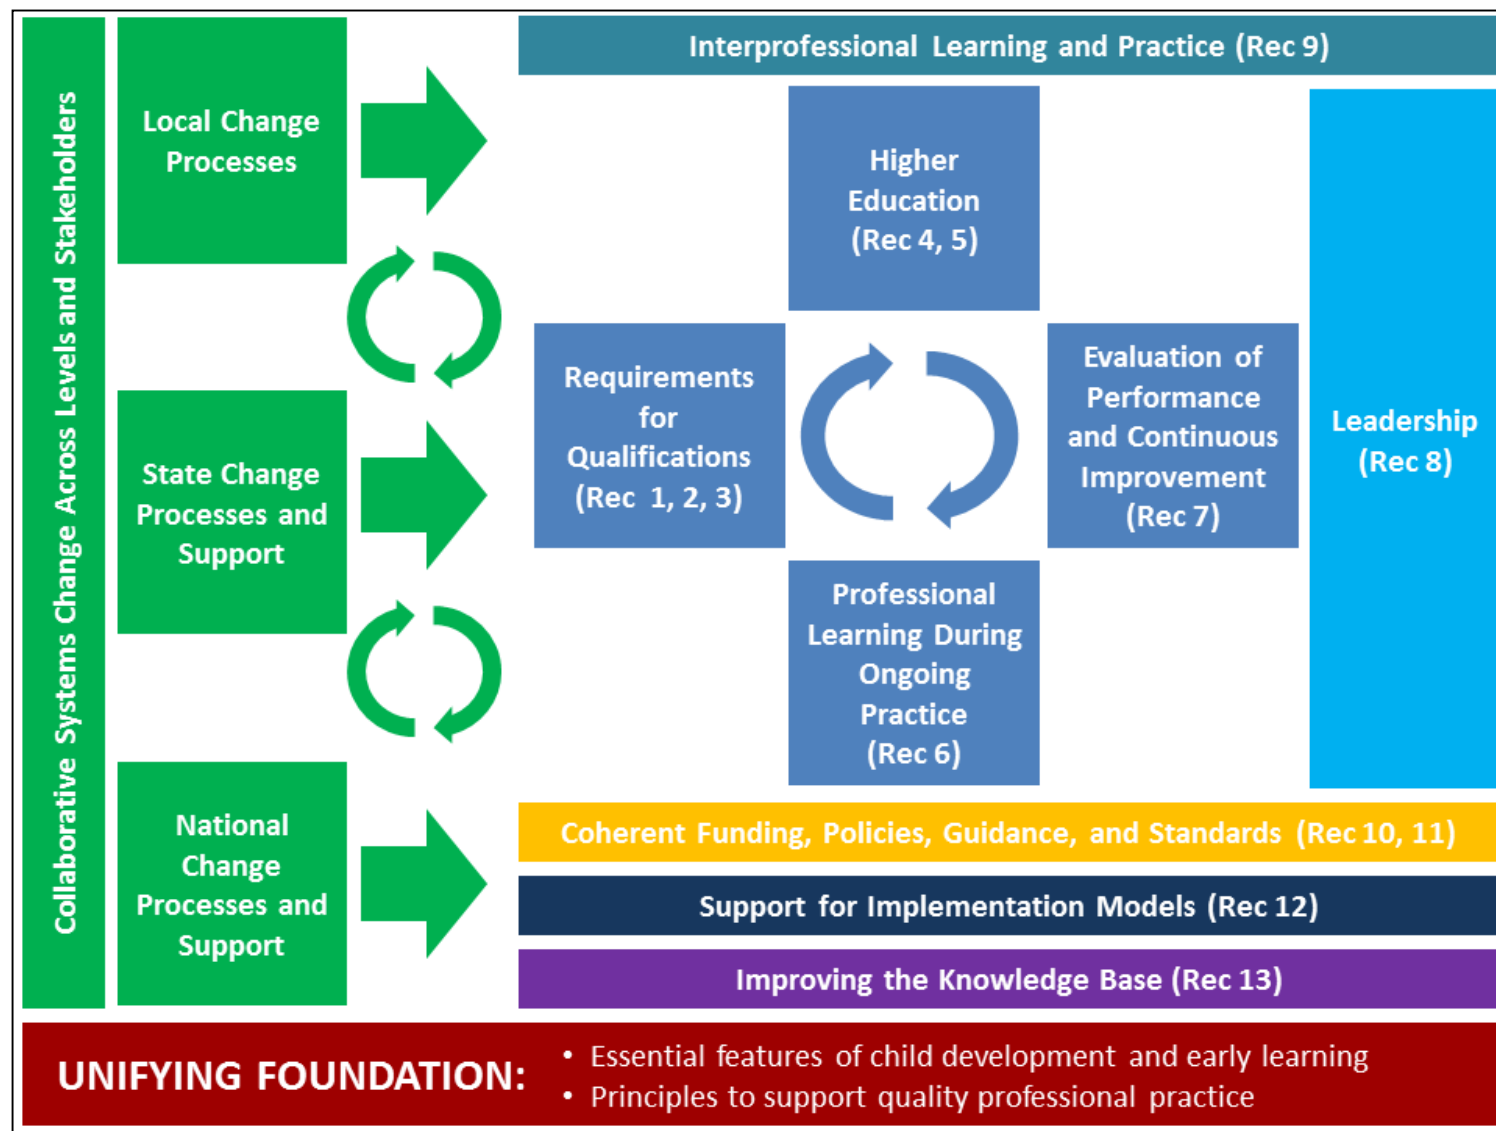 Collaborative Systems Change Across Levels and Stakeholders
Local Change
Processes
State Change
Processes and
Support
National
Change
Processes and
Support
Interprofessional Learning and Practice (Rec 9)
Higher
Education
(Rec 4, 5)
Requirements
for
Qualifications
(Rec 1, 2, 3)
Evaluation of
Performance
and Continuous
Improvement
(Rec 7)
Professional
Learning During
Ongoing
Practice
(Rec 6)
Leadership
(Rec 8)
Coherent Funding, Policies, Guidance, and Standards (Rec 10, 11)
Support for Implementation Models (Rec 12)
Improving the Knowledge Base (Rec 13)
UNIFYING FOUNDATION:
• Essential features of child development and early learning
• Principles to support quality professional practice